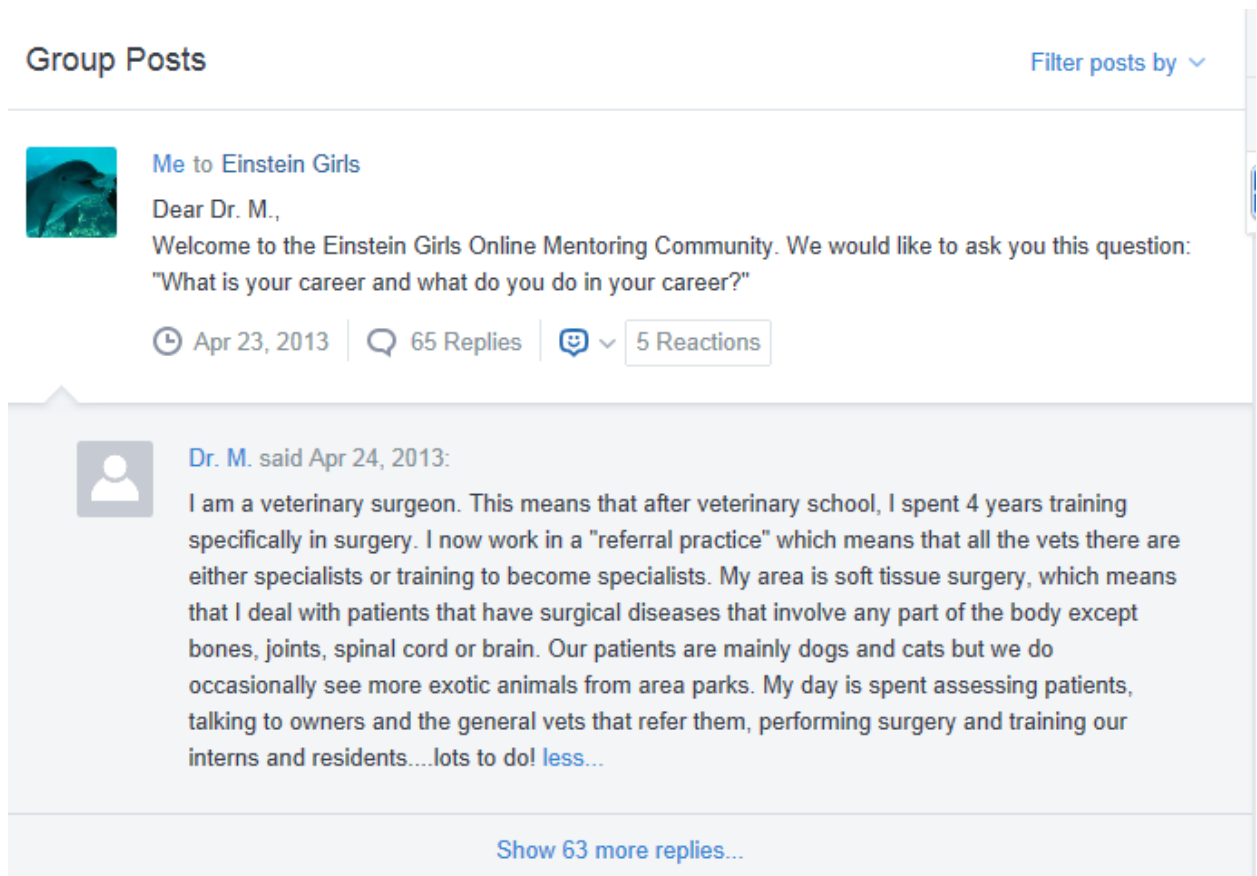 Group Posts
Filter posts by
Me to Einstein Girls
Dear Dr. M.,
Welcome to the Einstein Girls Online Mentoring Community. We would like to ask you this question:
"What is your career and what do you do in your career?"
Apr 23, 2013
65 Replies
5 Reactions
Dr. M. said Apr 24, 2013:
I am a veterinary surgeon. This means that after veterinary school, I spent 4 years training
specifically in surgery. I now work in a "referral practice" which means that all the vets there are
either specialists or training to become specialists. My area is soft tissue surgery, which means
that I deal with patients that have surgical diseases that involve any part of the body except
bones, joints, spinal cord or brain. Our patients are mainly dogs and cats but we do
occasionally see more exotic animals from area parks. My day is spent assessing patients,
talking to owners and the general vets that refer them, performing surgery and training our
interns and residents....lots to do! less...
Show 63 more replies...